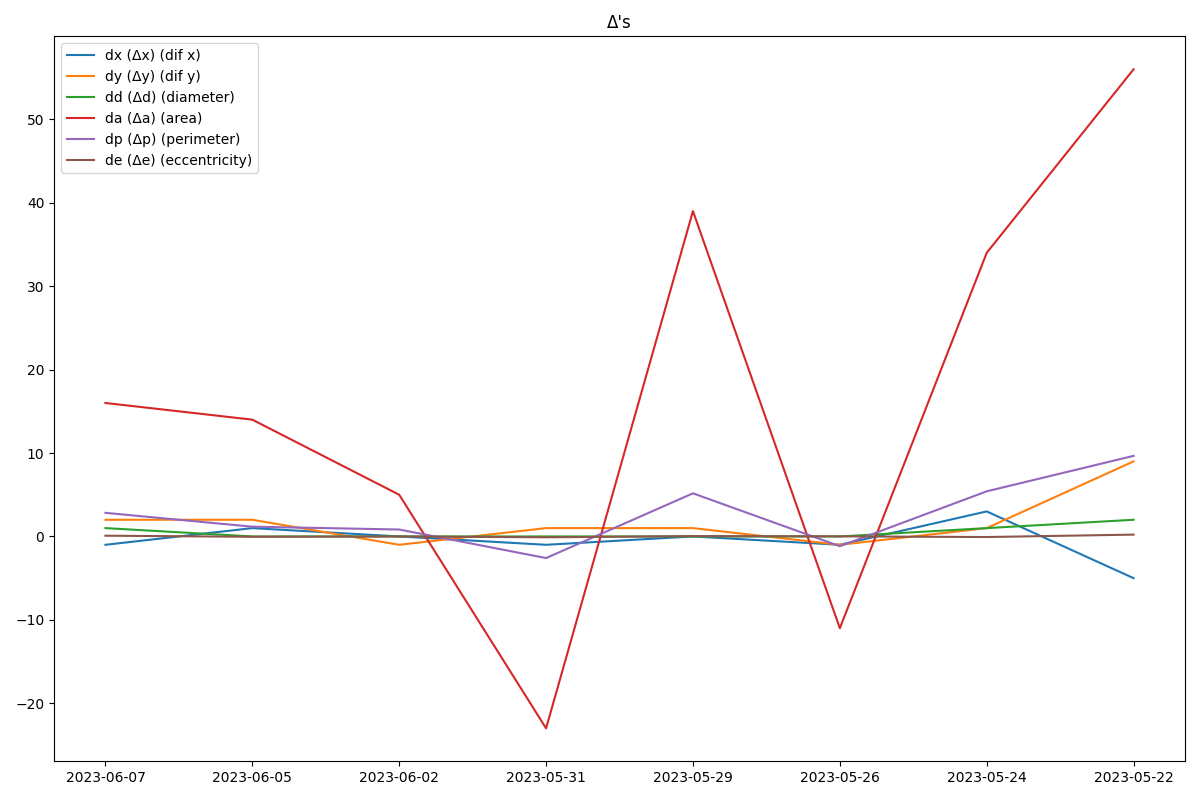 Δ's
dx (Δx) (dif x)
dy (Δy) (dif y)
dd (Δd) (diameter)
da (Δa) (area)
dp (Δp) (perimeter)
de (Δe) (eccentricity)
50
40
30
20
10
0
−10
−20
2023-06-07 2023-06-05 2023-06-02 2023-05-31 2023-05-29 2023-05-26 2023-05-24 2023-05-22